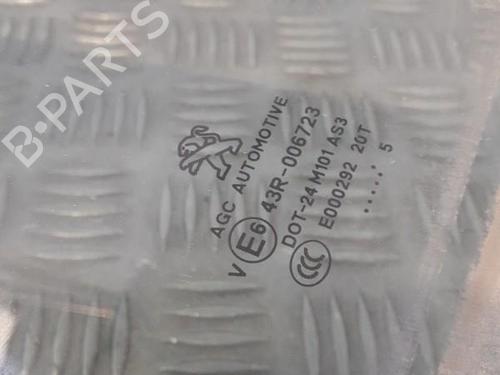 B-PARTS
AGC AUTOMOTIVE
V E6 43R-006723
DOT-24 M101 AS3
CCC E000292 20T
..... 5